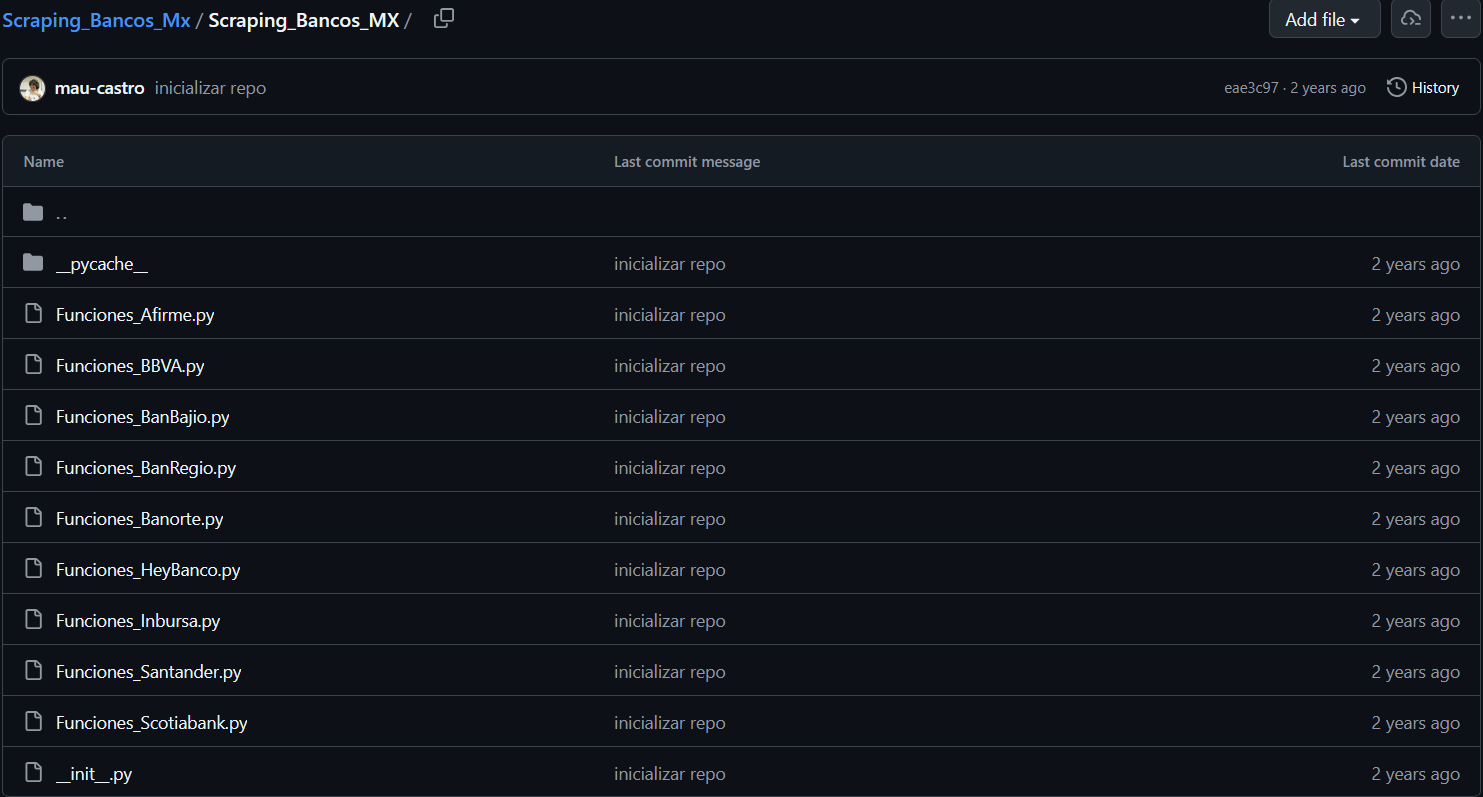 Scraping_Bancos_Mx / Scraping_Bancos_MX / Add file
mau-castro inicializar repo eae3c97 · 2 years ago History
Name Last commit message Last commit date
..
__pycache__ inicializar repo 2 years ago
Funciones_Afirme.py inicializar repo 2 years ago
Funciones_BBVA.py inicializar repo 2 years ago
Funciones_BanBajio.py inicializar repo 2 years ago
Funciones_BanRegio.py inicializar repo 2 years ago
Funciones_Banorte.py inicializar repo 2 years ago
Funciones_HeyBanco.py inicializar repo 2 years ago
Funciones_Inbursa.py inicializar repo 2 years ago
Funciones_Santander.py inicializar repo 2 years ago
Funciones_Scotiabank.py inicializar repo 2 years ago
__init__.py inicializar repo 2 years ago